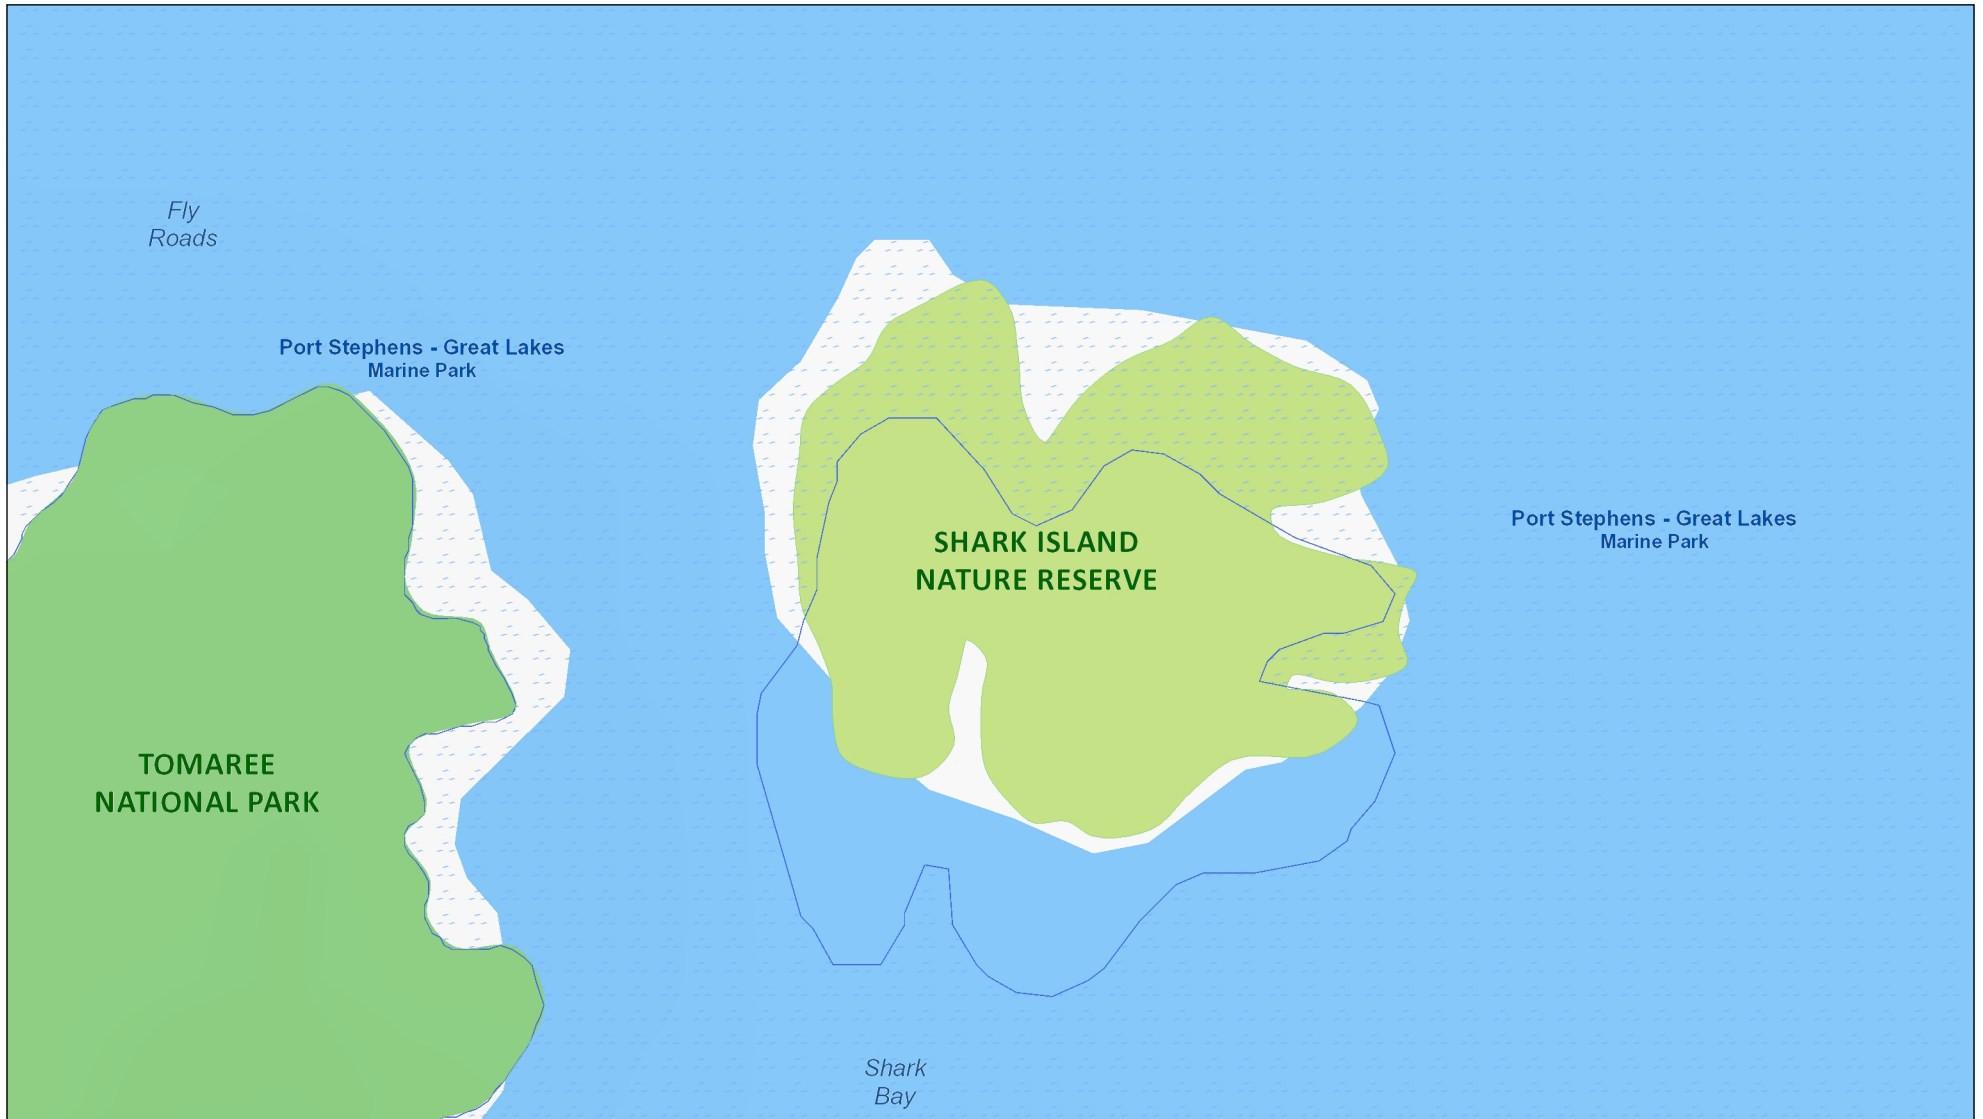 Fly
Roads
Port Stephens - Great Lakes
Marine Park
Port Stephens - Great Lakes
Marine Park
SHARK ISLAND
NATURE RESERVE
TOMAREE
NATIONAL PARK
Shark
Bay